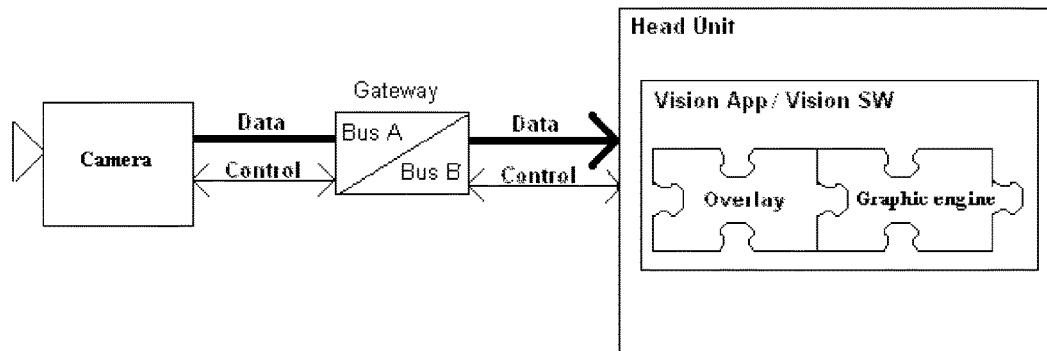 Head Unit
Gateway
Vision App / Vision SW
Data
Data
Bus A
Camera
Control
Bus B
Control
Overlay
Graphic engine